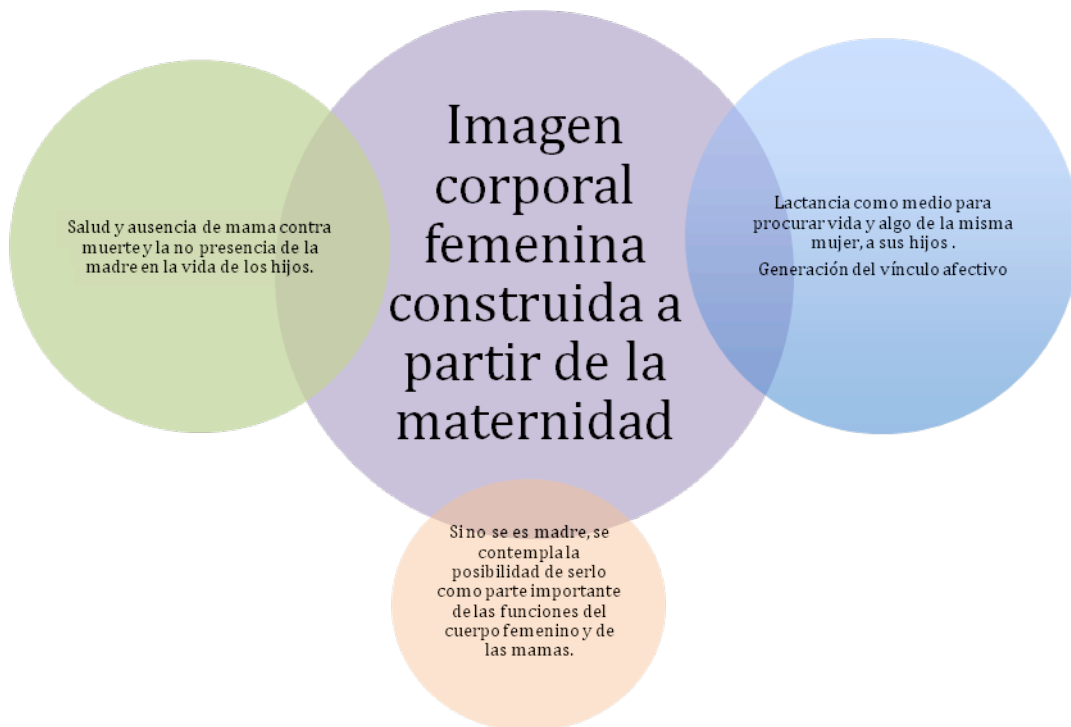 Imagen
corporal
femenina
construida a
partir de la
maternidad
Salud y ausencia de mama contra
muerte y la no presencia de la
madre en la vida de los hijos.
Lactancia como medio para
procurar vida y algo de la misma
mujer, a sus hijos .
Generación del vínculo afectivo
Si no se es madre, se
contempla la
posibilidad de serlo
como parte importante
de las funciones del
cuerpo femenino y de
las mamas.